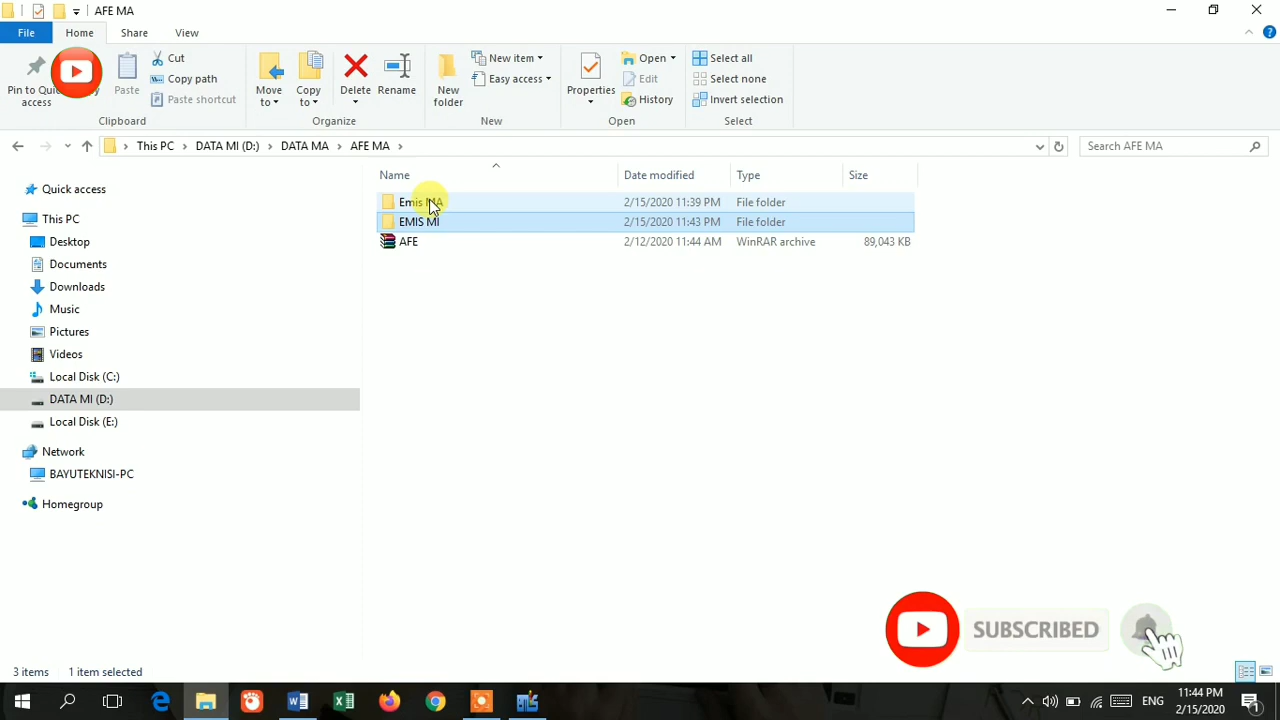 AFE MA
File Home Share View
Pin to Quick
access
Paste
Cut
Copy path
Paste shortcut
Move
to
Copy
to
Delete
Rename
New
folder
New item
Easy access
Properties
Open
Edit
History
Select all
Select none
Invert selection
Clipboard Organize New Open Select
This PC DATA MI (D:) DATA MA AFE MA Search AFE MA
Name Date modified Type Size
Emis MA 2/15/2020 11:39 PM File folder
EMIS MI 2/15/2020 11:43 PM File folder
AFE 2/12/2020 11:44 AM WinRAR archive 89,043 KB
Quick access
This PC
Desktop
Documents
Downloads
Music
Pictures
Videos
Local Disk (C:)
DATA MI (D:)
Local Disk (E:)
Network
BAYUTEKNISI-PC
Homegroup
SUBSCRIBED
3 items 1 item selected
ENG
11:44 PM
2/15/2020
1